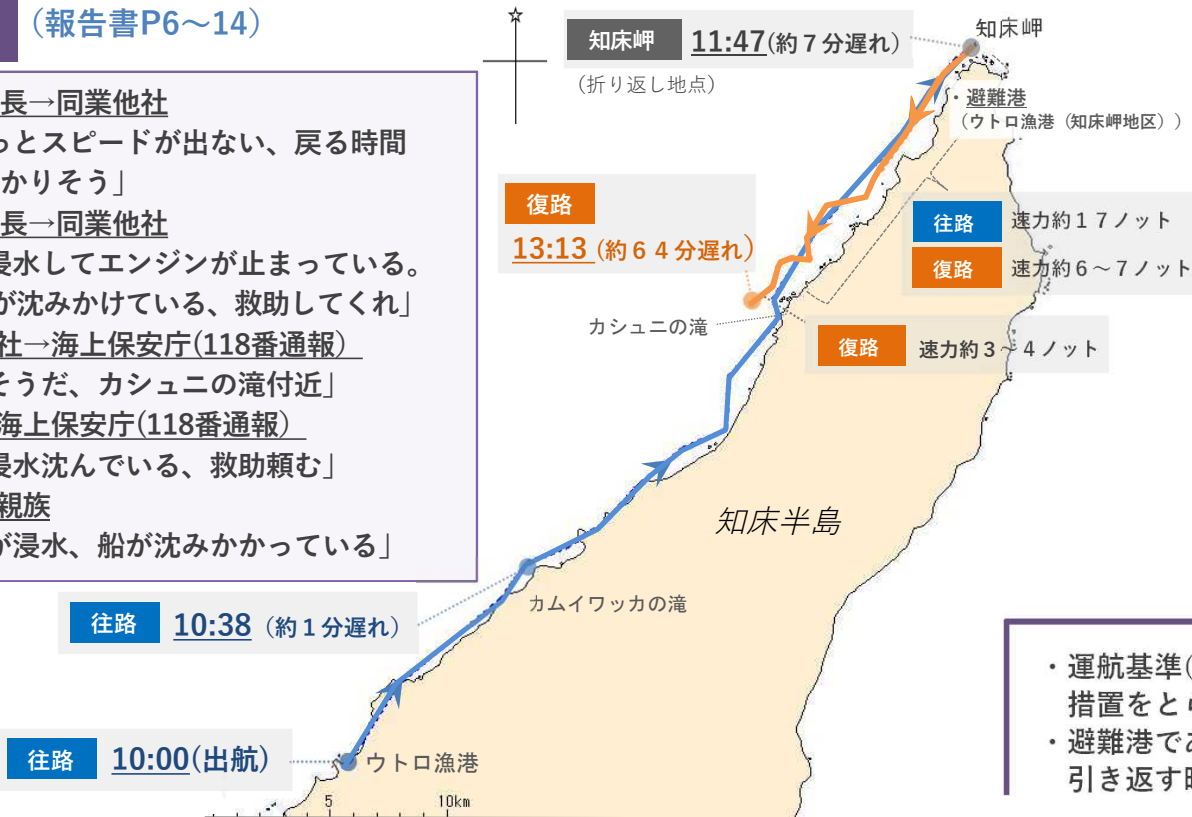 （報告書P6～14）
長→同業他社
っとスピードが出ない、戻る時間
かりそう」
長→同業他社
浸水してエンジンが止まっている。
が沈みかけている、救助してくれ」
社→海上保安庁(118番通報）
そうだ、カシュニの滝付近」
海上保安庁(118番通報）
浸水沈んでいる、救助頼む」
親族
が浸水、船が沈みかかっている」
知床岬 11:47(約７分遅れ）
(折り返し地点)
知床岬
・避難港
（ウトロ漁港（知床岬地区））
復路
13:13 (約６４分遅れ）
往路 速力約１７ノット
復路 速力約６～７ノット
カシュニの滝
復路 速力約３～４ノット
知床半島
カムイワッカの滝
往路 10:38（約１分遅れ）
往路 10:00(出航)
ウトロ漁港
5 10km
・運航基準(
措置をとら
・避難港であ
引き返す時